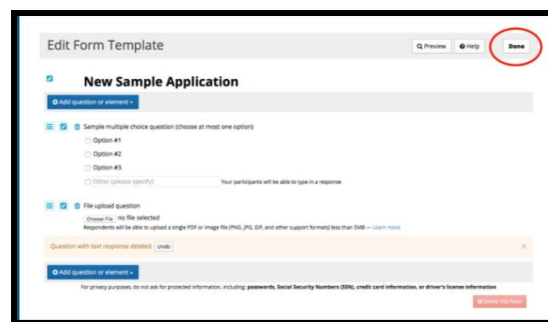 Edit Form Template
Preview
Help
Done
New Sample Application
Add question or element
Sample multiple choice question (choose at most one option)
Option #1
Option #2
Option #3
Other (please specify) Your participants will be able to type in a response
File upload question
Choose File no file selected
Respondents will be able to upload a single PDF or image file (PNG, JPG, GIF, and other support formats) less than 5MB — Learn more
Question with text response deleted Undo ×
Add question or element
For privacy purposes, do not ask for protected information, including: passwords, Social Security Numbers (SSN), credit card information, or driver's license information
Delete this form